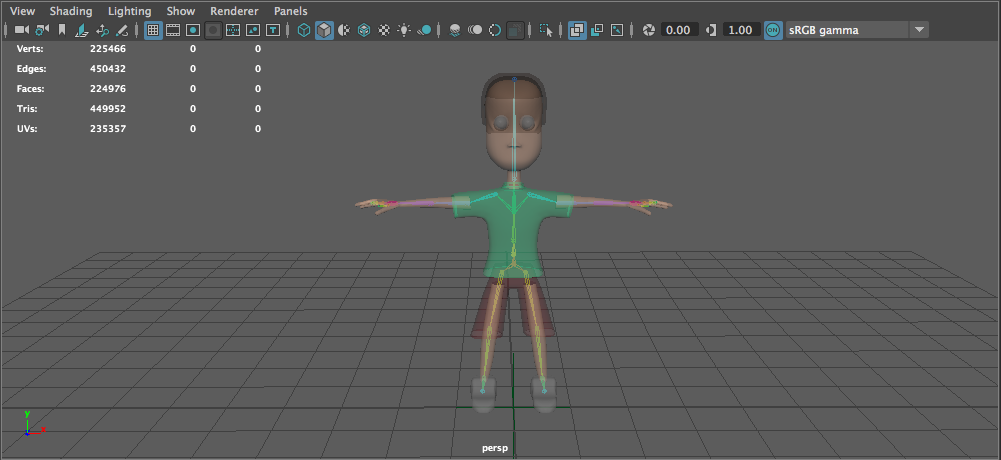 View Shading Lighting Show Renderer Panels
0.00 1.00 ON sRGB gamma
Verts: 225466 0 0
Edges: 450432 0 0
Faces: 224976 0 0
Tris: 449952 0 0
UVs: 235357 0 0
y
x
z
persp